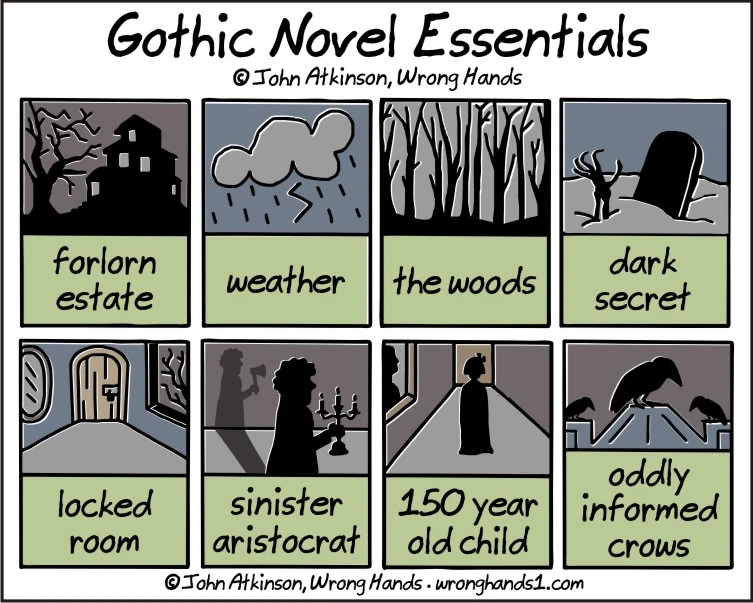 Gothic Novel Essentials
© John Atkinson, Wrong Hands
forlorn
estate
weather
the woods
dark
secret
locked
room
sinister
aristocrat
150 year
old child
oddly
informed
crows
© John Atkinson, Wrong Hands · wronghands1.com